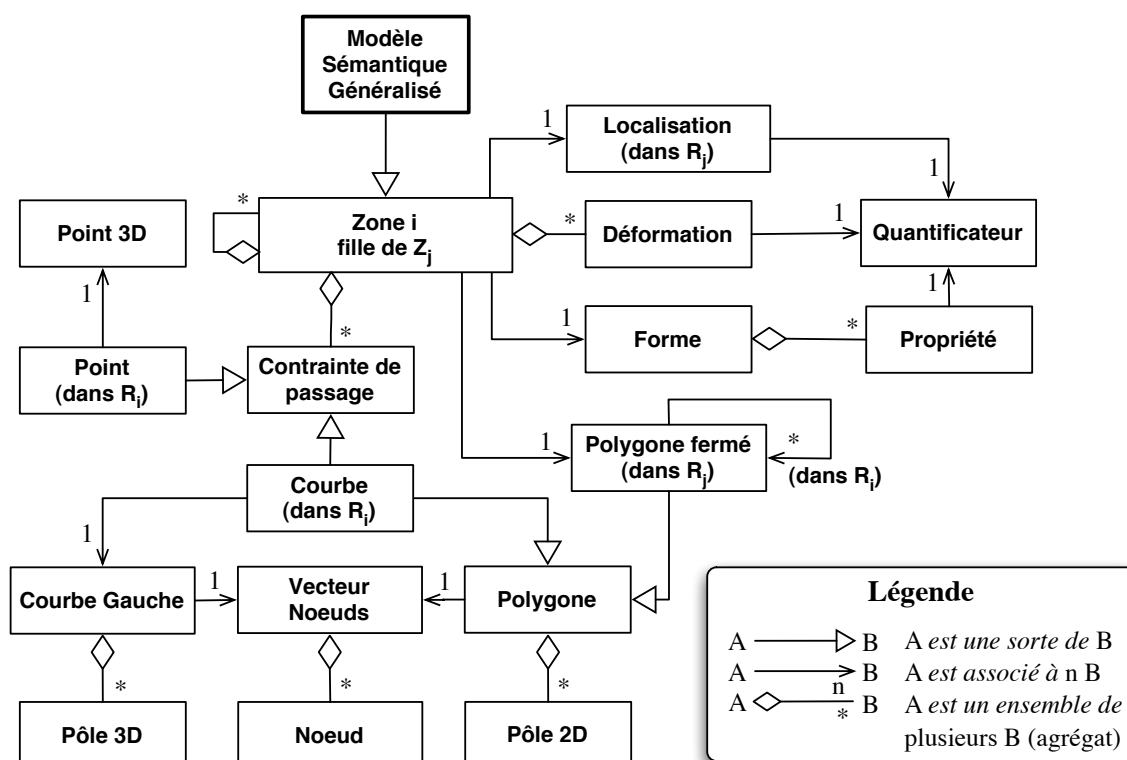 Modèle
Sémantique
Généralisé
1
Localisation
(dans Rj)
1
*
Zone i
fille de Zj
*
Déformation
1
Quantificateur
Point 3D
1
1
*
1
Forme
*
Propriété
Point
(dans Ri)
Contrainte de
passage
1
Polygone fermé
(dans Rj)
*
(dans Ri)
Courbe
(dans Ri)
1
Courbe Gauche
1
Vecteur
Noeuds
1
Polygone
*
*
*
Pôle 3D
Noeud
Pôle 2D
Légende
A B A est une sorte de B
A B A est associé à n B
n
A * B A est un ensemble de
plusieurs B (agrégat)